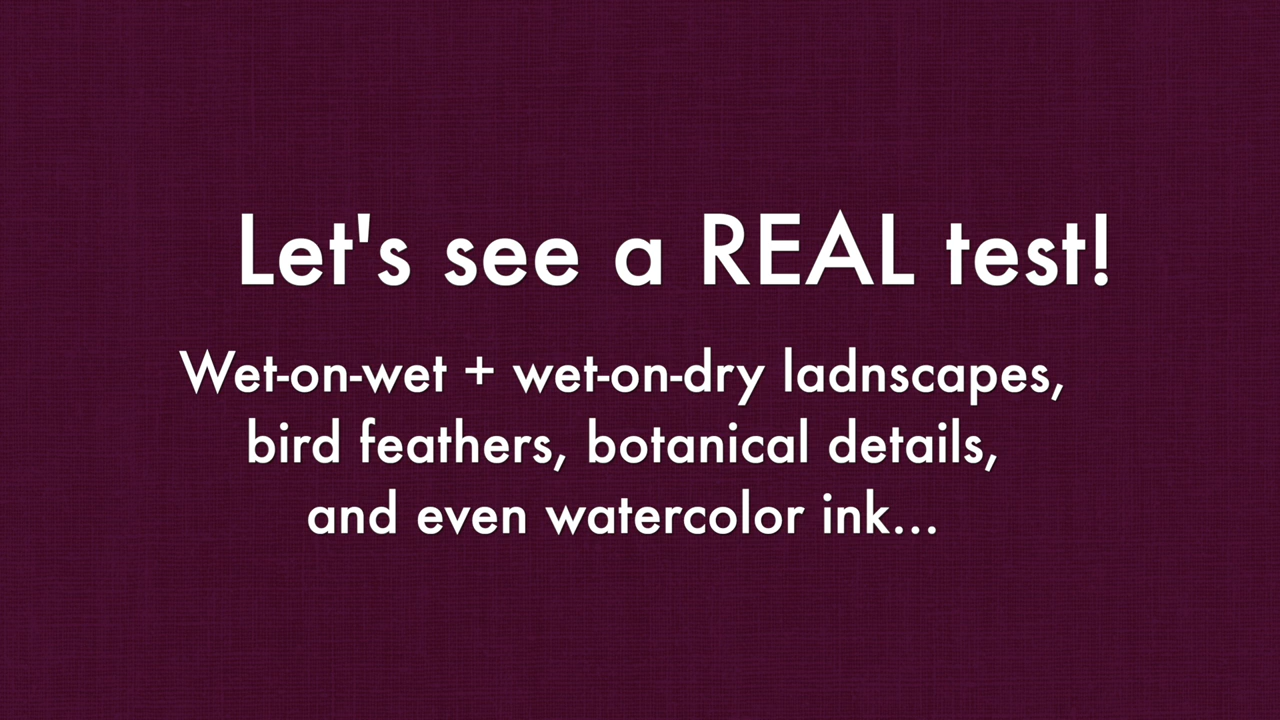 Let's see a REAL test!
Wet-on-wet + wet-on-dry ladnscapes,
bird feathers, botanical details,
and even watercolor ink...